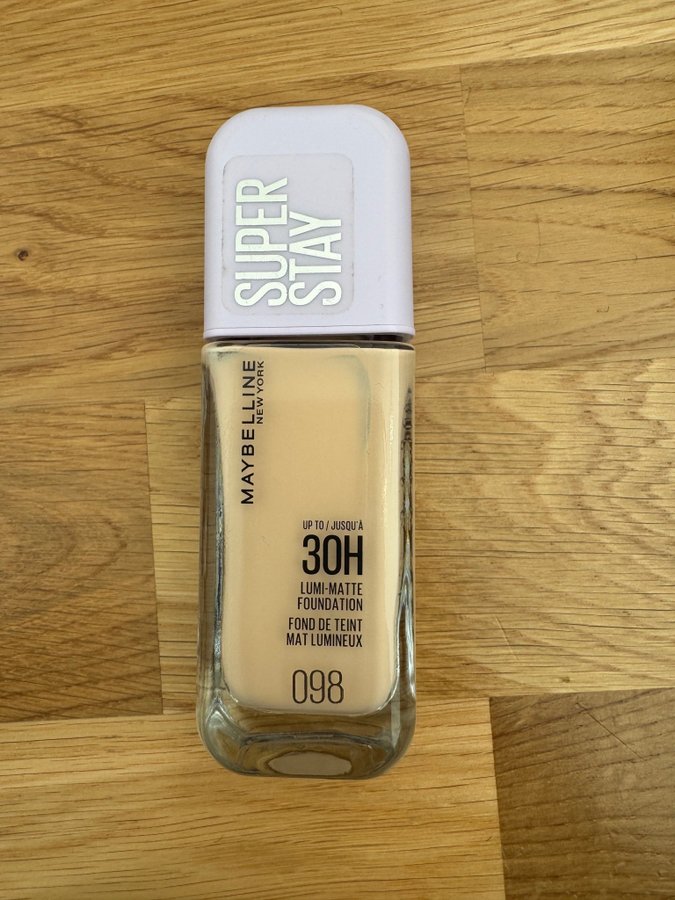 SUPER
STAY
MAYBELLINE
NEW YORK
UP TO / JUSQU'À
30H
LUMI-MATTE
FOUNDATION
FOND DE TEINT
MAT LUMINEUX
098